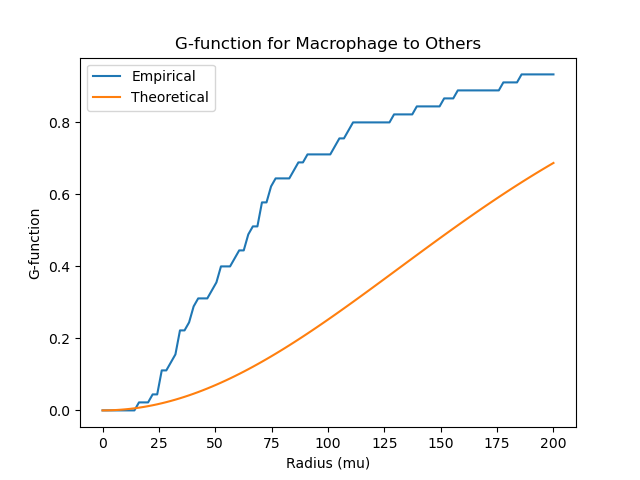 G-function for Macrophage to Others
Empirical
Theoretical
G-function
0.8
0.6
0.4
0.2
0.0
0 25 50 75 100 125 150 175 200
Radius (mu)